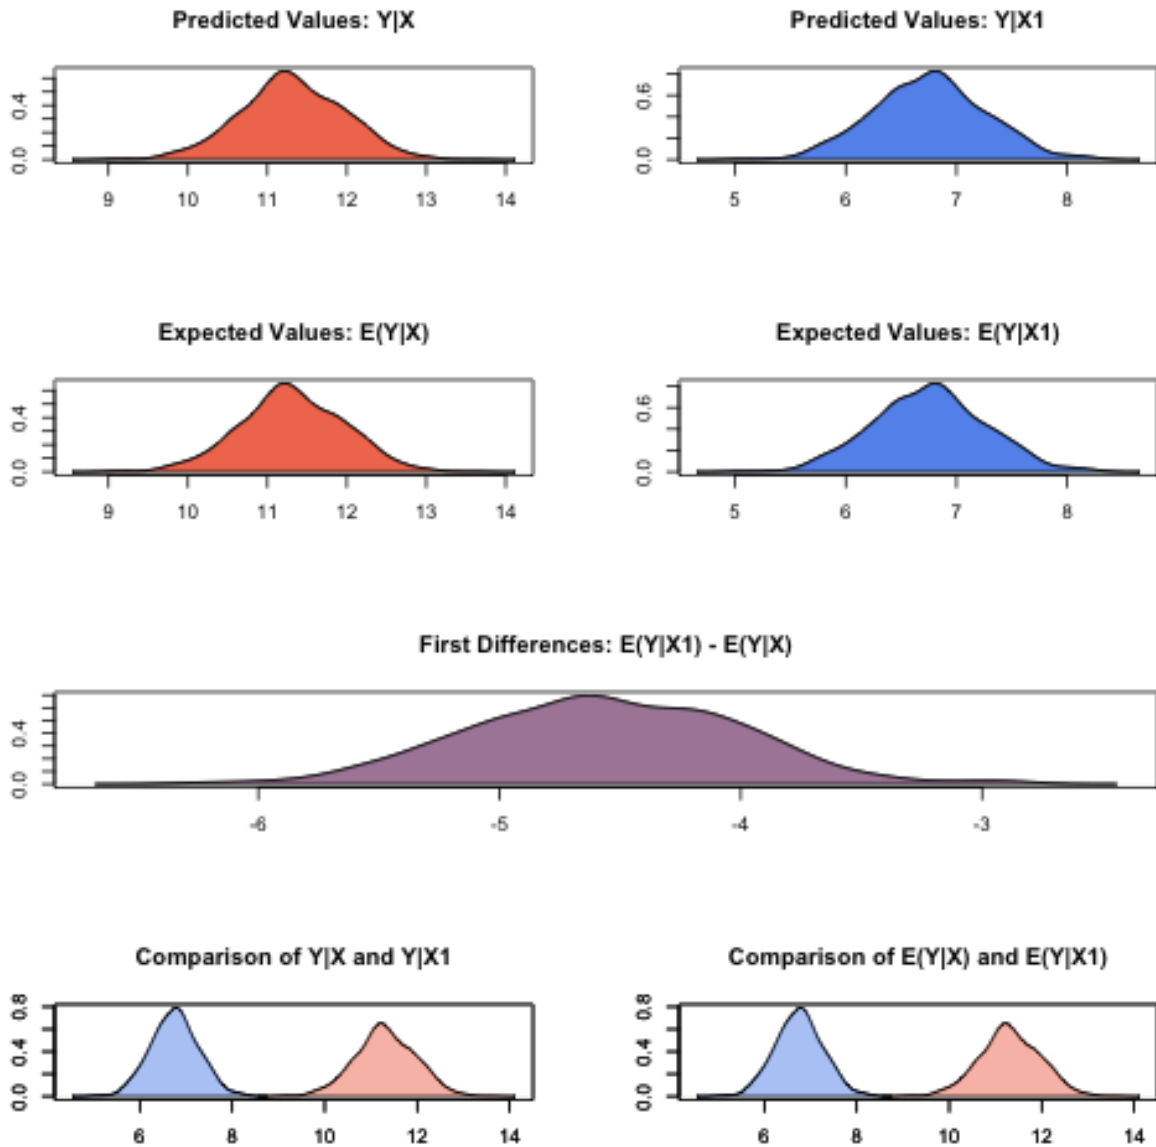 Predicted Values: Y|X
Predicted Values: Y|X1
0.0 0.4
9 10 11 12 13 14
0.0 0.6
5 6 7 8
Expected Values: E(Y|X)
Expected Values: E(Y|X1)
0.0 0.4
9 10 11 12 13 14
0.0 0.6
5 6 7 8
First Differences: E(Y|X1) - E(Y|X)
0.0 0.4
-6 -5 -4 -3
Comparison of Y|X and Y|X1
Comparison of E(Y|X) and E(Y|X1)
0.0 0.4 0.8
6 8 10 12 14
0.0 0.4 0.8
6 8 10 12 14